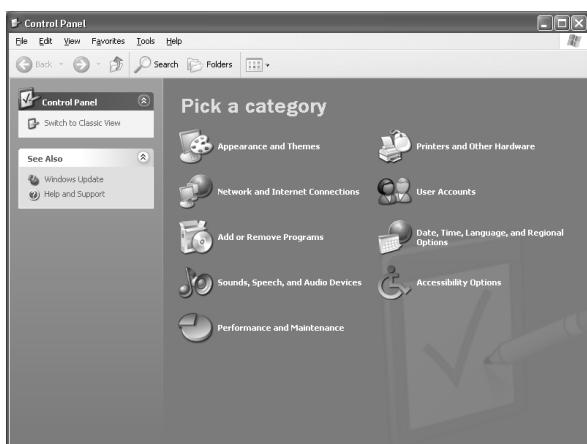 Control Panel
File Edit View Favorites Tools Help
Back Search Folders
Control Panel
Switch to Classic View
See Also
Windows Update
Help and Support
Pick a category
Appearance and Themes
Printers and Other Hardware
Network and Internet Connections
User Accounts
Add or Remove Programs
Date, Time, Language, and Regional
Options
Sounds, Speech, and Audio Devices
Accessibility Options
Performance and Maintenance